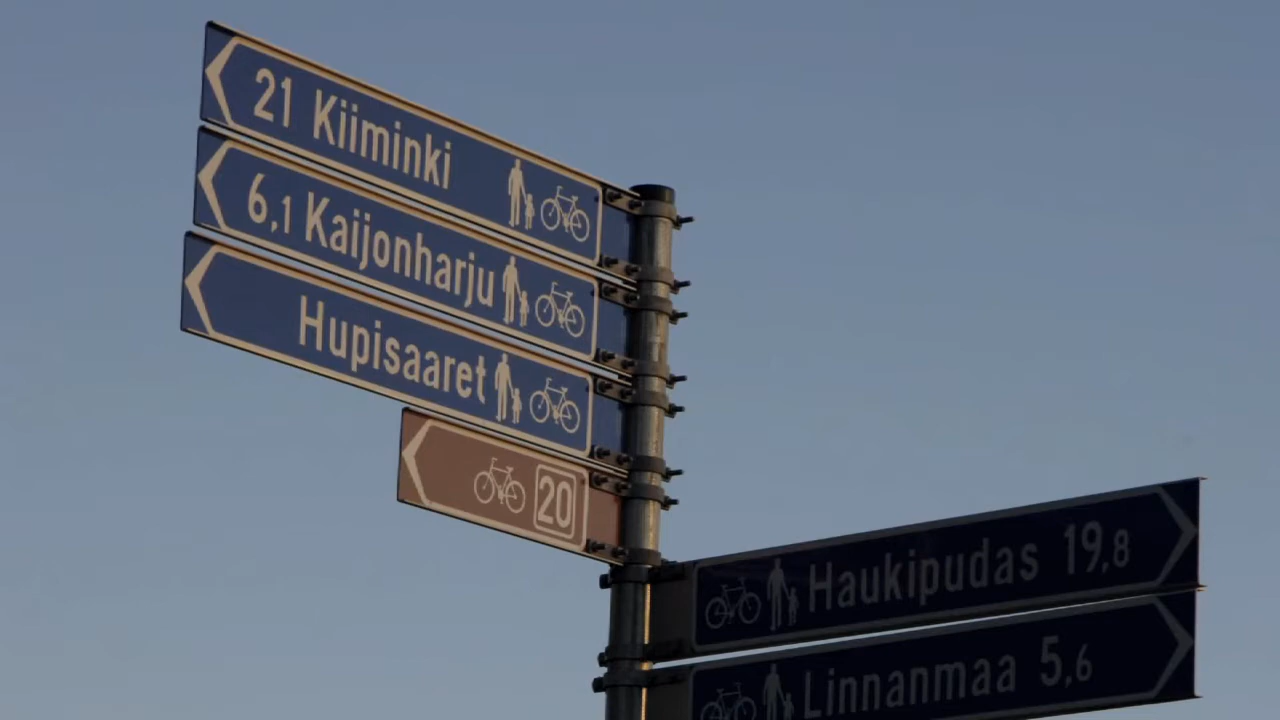 21 Kiiminki
6,1 Kaijonharju
Hupisaaret
20
Haukipudas 19,8
Linnanmaa 5,6